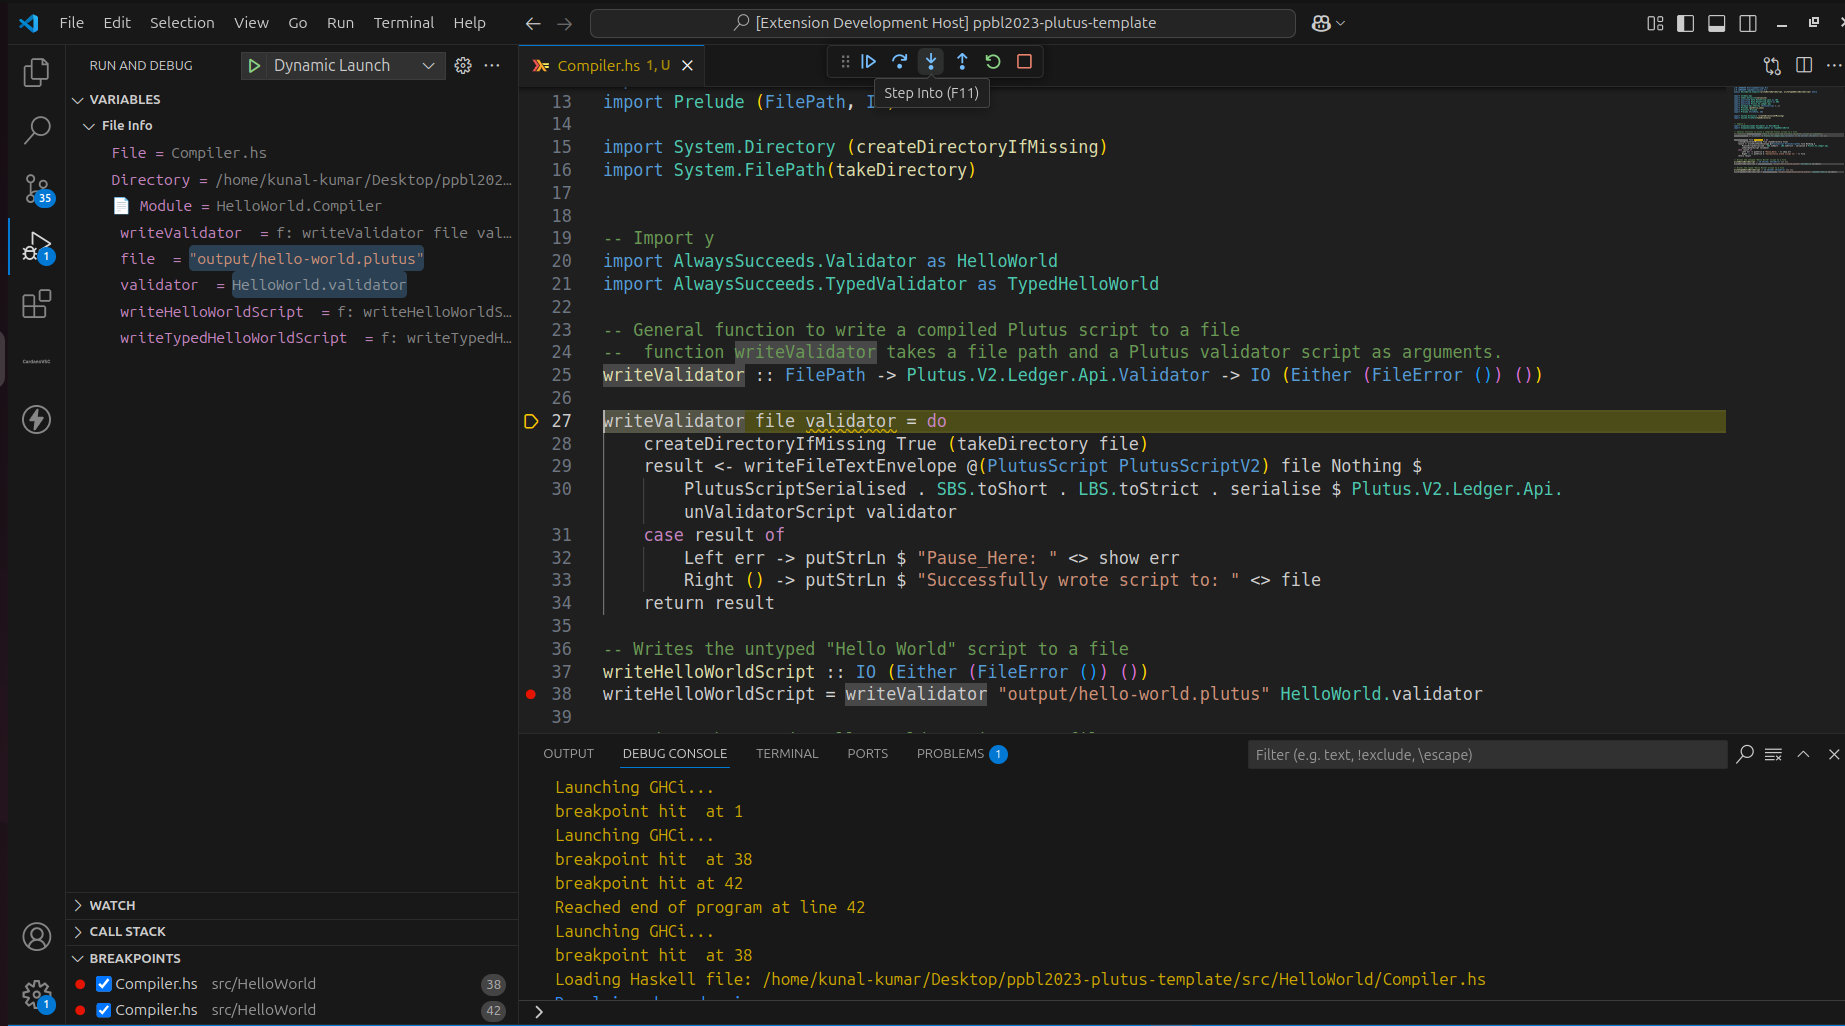 File Edit Selection View Go Run Terminal Help
[Extension Development Host] ppbl2023-plutus-template
RUN AND DEBUG
Dynamic Launch
VARIABLES
File Info
File = Compiler.hs
Directory = /home/kunal-kumar/Desktop/ppbl202…
📄 Module = HelloWorld.Compiler
writeValidator = f: writeValidator file val…
file = "output/hello-world.plutus"
validator = HelloWorld.validator
writeHelloWorldScript = f: writeHelloWorldS…
writeTypedHelloWorldScript = f: writeTypedH…
35
1
CardanoVSC
1
WATCH
CALL STACK
BREAKPOINTS
Compiler.hs src/HelloWorld 38
Compiler.hs src/HelloWorld 42
Compiler.hs 1, U
Step Into (F11)
13 import Prelude (FilePath, I
14
15 import System.Directory (createDirectoryIfMissing)
16 import System.FilePath(takeDirectory)
17
18
19 -- Import y
20 import AlwaysSucceeds.Validator as HelloWorld
21 import AlwaysSucceeds.TypedValidator as TypedHelloWorld
22
23 -- General function to write a compiled Plutus script to a file
24 --  function writeValidator takes a file path and a Plutus validator script as arguments.
25 writeValidator :: FilePath -> Plutus.V2.Ledger.Api.Validator -> IO (Either (FileError ()) ())
26
27 writeValidator file validator = do
28 createDirectoryIfMissing True (takeDirectory file)
29 result <- writeFileTextEnvelope @(PlutusScript PlutusScriptV2) file Nothing $
30 PlutusScriptSerialised . SBS.toShort . LBS.toStrict . serialise $ Plutus.V2.Ledger.Api.
unValidatorScript validator
31 case result of
32 Left err -> putStrLn $ "Pause_Here: " <> show err
33 Right () -> putStrLn $ "Successfully wrote script to: " <> file
34 return result
35
36 -- Writes the untyped "Hello World" script to a file
37 writeHelloWorldScript :: IO (Either (FileError ()) ())
38 writeHelloWorldScript = writeValidator "output/hello-world.plutus" HelloWorld.validator
39
OUTPUT DEBUG CONSOLE TERMINAL PORTS PROBLEMS 1
Filter (e.g. text, !exclude, \escape)
Launching GHCi...
breakpoint hit  at 1
Launching GHCi...
breakpoint hit  at 38
breakpoint hit at 42
Reached end of program at line 42
Launching GHCi...
breakpoint hit  at 38
Loading Haskell file: /home/kunal-kumar/Desktop/ppbl2023-plutus-template/src/HelloWorld/Compiler.hs